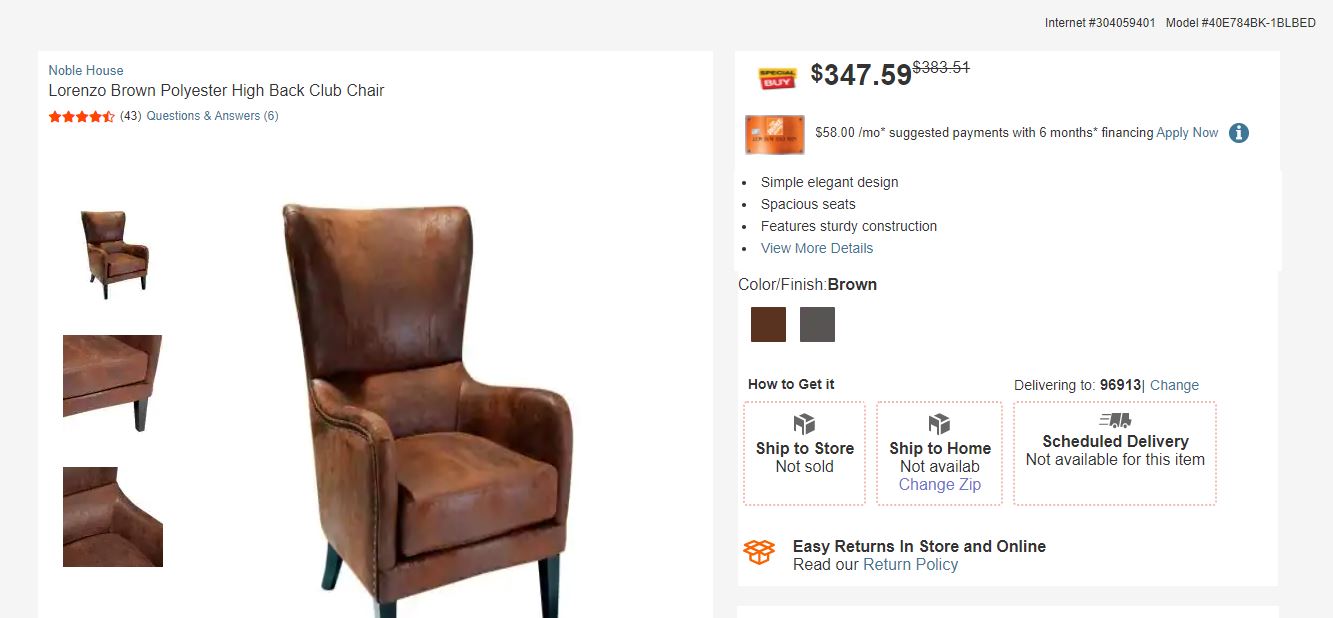 Internet #304059401 Model #40E784BK-1BLBED
Noble House
Lorenzo Brown Polyester High Back Club Chair
(43) Questions & Answers (6)
SPECIAL
BUY
$347.59 $383.51
$58.00 /mo* suggested payments with 6 months* financing Apply Now
Simple elegant design
Spacious seats
Features sturdy construction
View More Details
Color/Finish:Brown
How to Get it
Delivering to: 96913| Change
Ship to Store
Not sold
Ship to Home
Not availab
Change Zip
Scheduled Delivery
Not available for this item
Easy Returns In Store and Online
Read our Return Policy